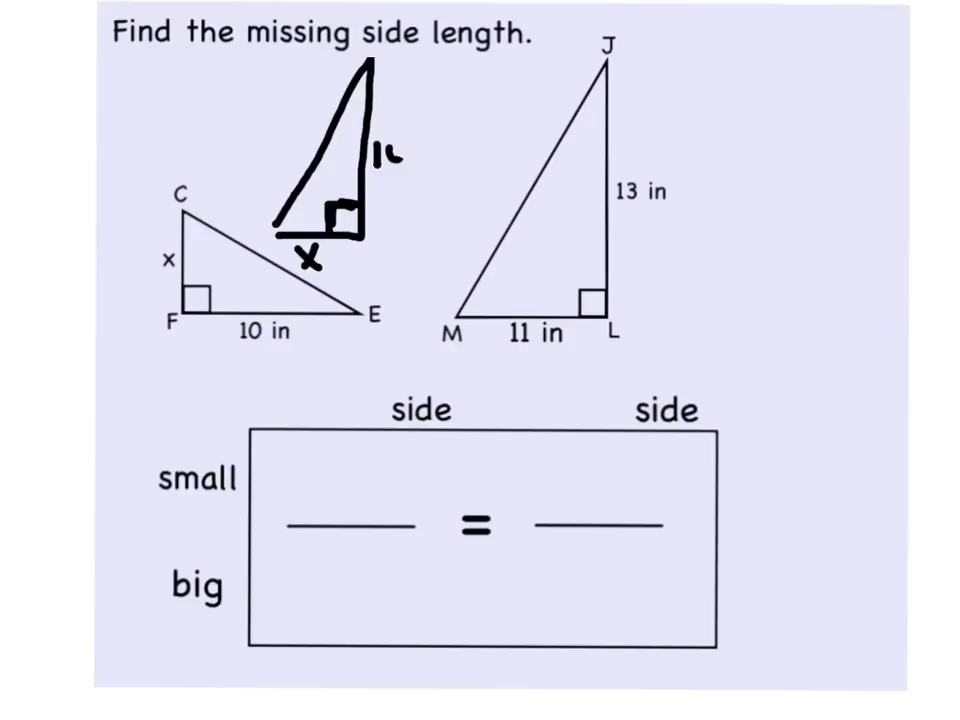 Find the missing side length.
J
C
x
F
10 in
E
x
13 in
M
11 in
L
side
side
small
=
big